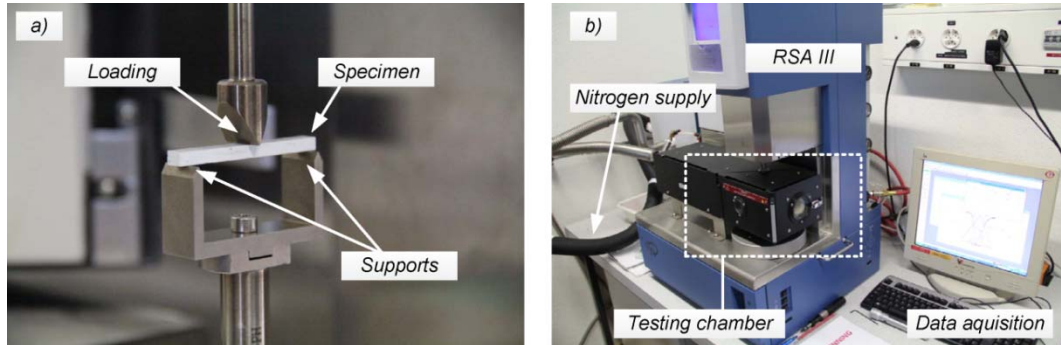 a)
Loading
Specimen
Supports
b)
RSA III
Nitrogen supply
Testing chamber
Data aquisition